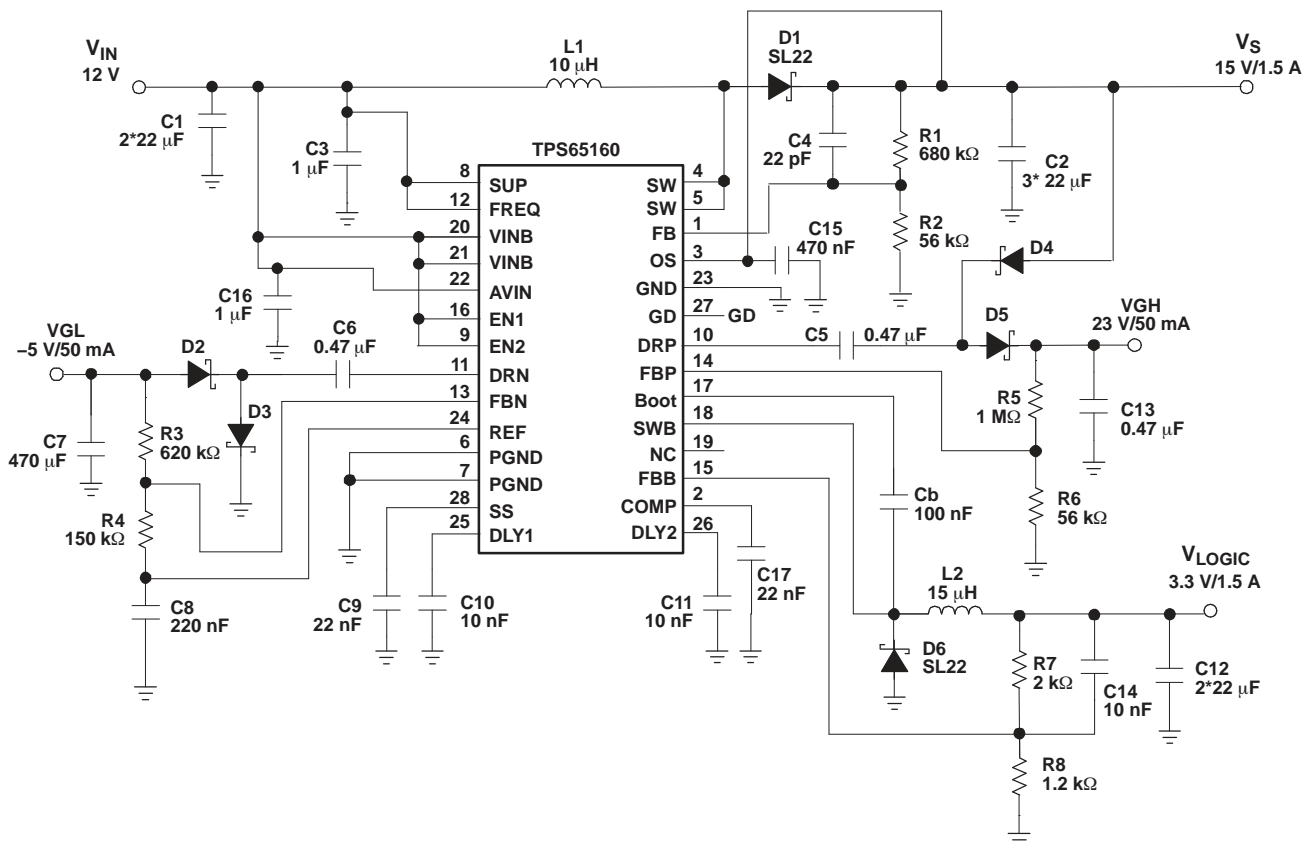 V_IN
12 V
C1
2*22 μF
C3
1 μF
L1
10 μH
D1
SL22
V_S
15 V/1.5 A
C4
22 pF
R1
680 kΩ
C2
3* 22 μF
R2
56 kΩ
C15
470 nF
D4
TPS65160
8 SUP
12 FREQ
20 VINB
21 VINB
22 AVIN
16 EN1
9 EN2
11 DRN
13 FBN
24 REF
6 PGND
7 PGND
28 SS
25 DLY1
SW 4
SW 5
FB 1
OS 3
GND 23
GD 27 GD
DRP 10
FBP 14
Boot 17
SWB 18
NC 19
FBB 15
COMP 2
DLY2 26
C16
1 μF
VGL
–5 V/50 mA
D2
C6
0.47 μF
D3
C7
470 μF
R3
620 kΩ
R4
150 kΩ
C8
220 nF
C9
22 nF
C10
10 nF
C11
10 nF
C17
22 nF
C5
0.47 μF
D5
VGH
23 V/50 mA
R5
1 MΩ
C13
0.47 μF
R6
56 kΩ
Cb
100 nF
L2
15 μH
V_LOGIC
3.3 V/1.5 A
D6
SL22
R7
2 kΩ
C14
10 nF
C12
2*22 μF
R8
1.2 kΩ